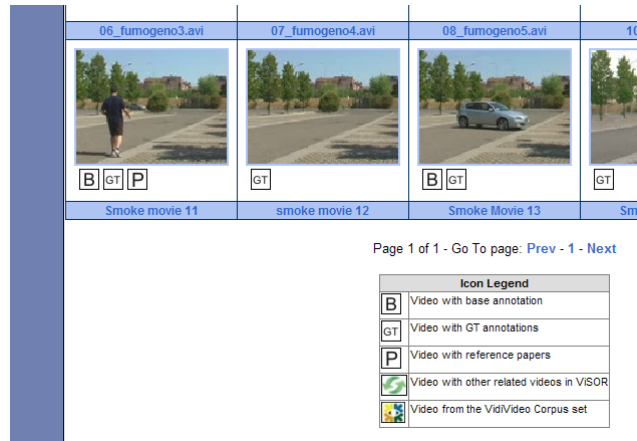 06_fumogeno3.avi 07_fumogeno4.avi 08_fumogeno5.avi 10
B GT P GT B GT GT
Smoke movie 11 smoke movie 12 Smoke Movie 13 Sm
Page 1 of 1 - Go To page: Prev - 1 - Next
Icon Legend
B Video with base annotation
GT Video with GT annotations
P Video with reference papers
Video with other related videos in ViSOR
Video from the VidiVideo Corpus set